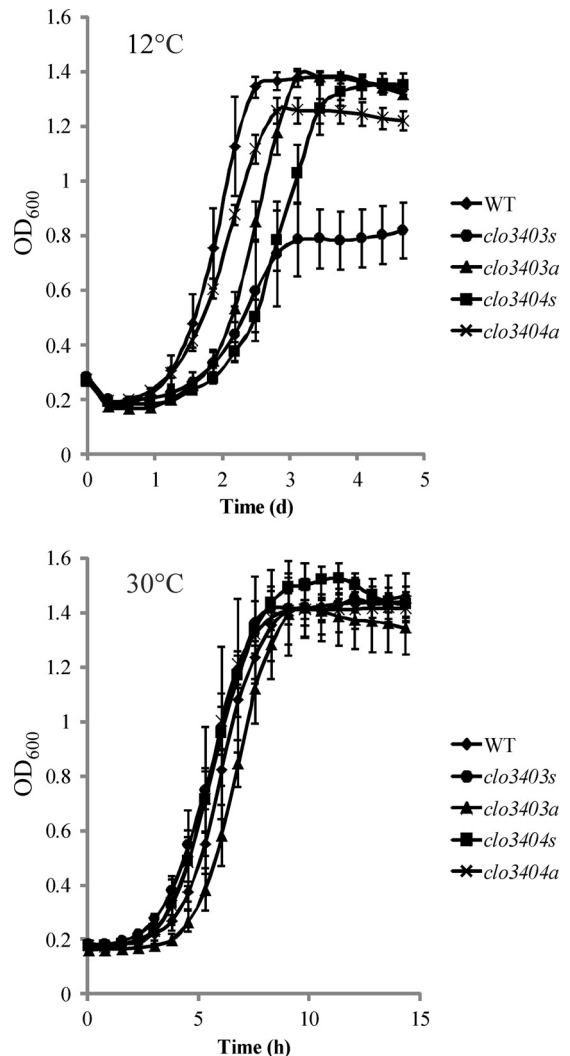 12°C
OD600
1.6
1.4
1.2
1
0.8
0.6
0.4
0.2
0
0 1 2 3 4 5
Time (d)
WT
clo3403s
clo3403a
clo3404s
clo3404a
30°C
OD600
1.6
1.4
1.2
1
0.8
0.6
0.4
0.2
0
0 5 10 15
Time (h)
WT
clo3403s
clo3403a
clo3404s
clo3404a